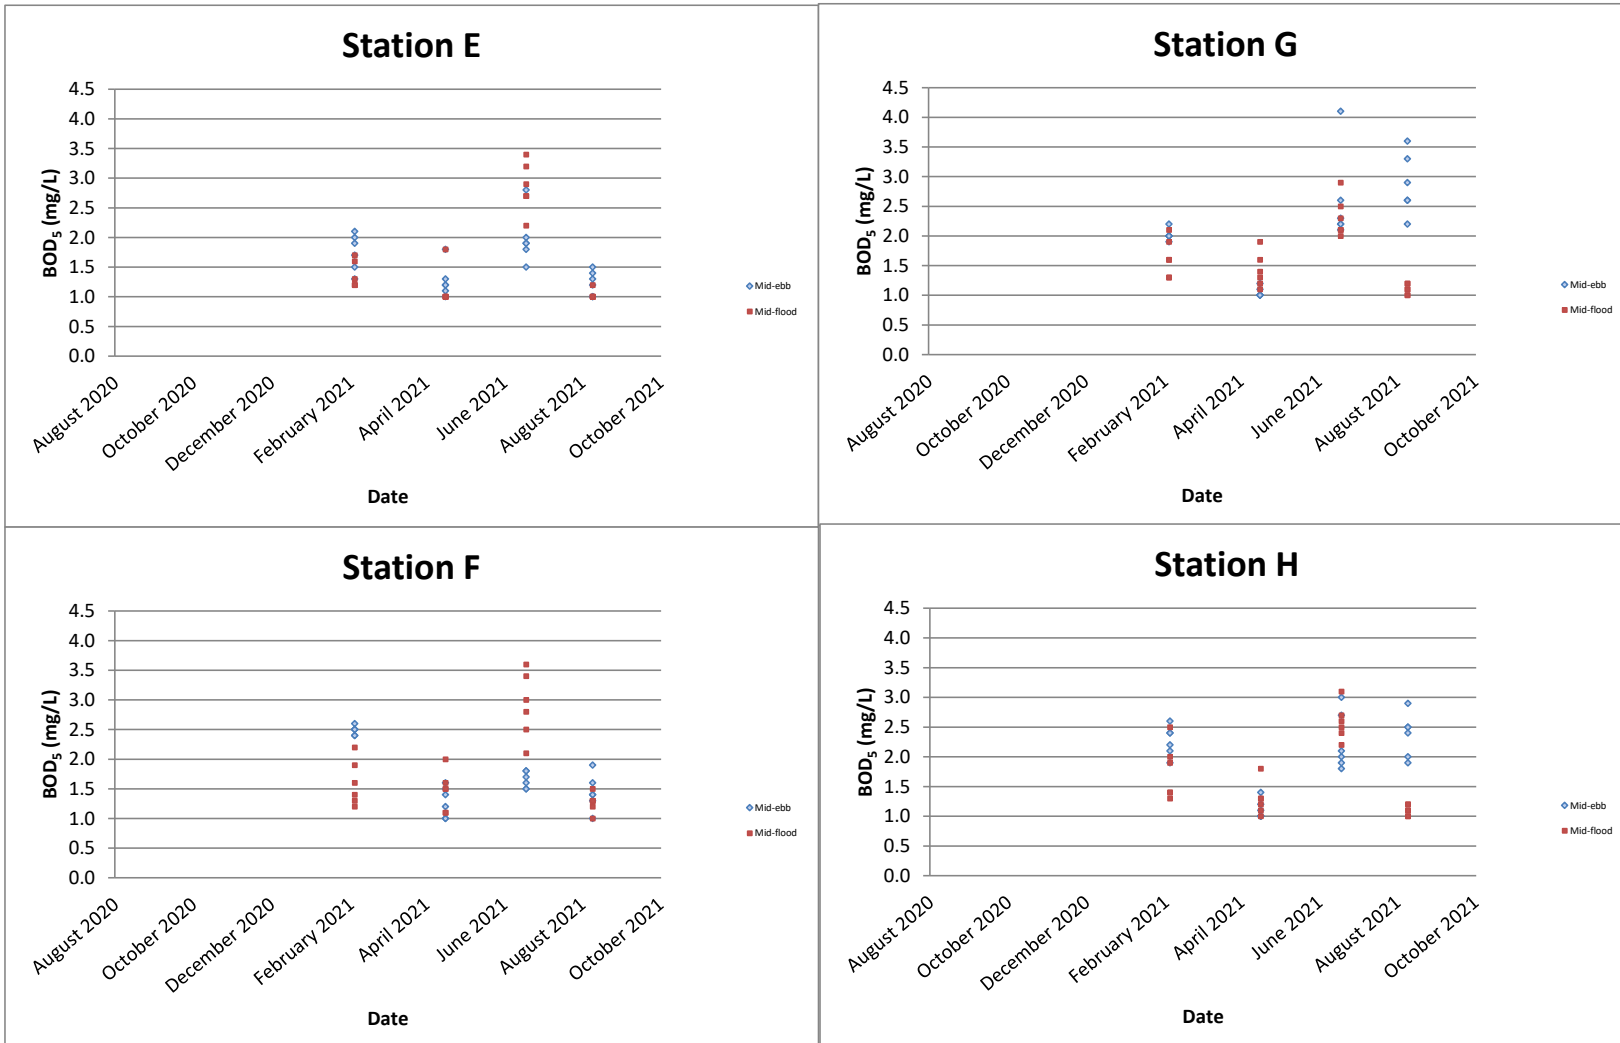 Station E
4.5
4.0
3.5
3.0
2.5
2.0
1.5
1.0
0.5
0.0
BOD5 (mg/L)
August 2020
October 2020
December 2020
February 2021
April 2021
June 2021
August 2021
October 2021
Date
Mid-ebb
Mid-flood
Station G
4.5
4.0
3.5
3.0
2.5
2.0
1.5
1.0
0.5
0.0
BOD5 (mg/L)
August 2020
October 2020
December 2020
February 2021
April 2021
June 2021
August 2021
October 2021
Date
Mid-ebb
Mid-flood
Station F
4.5
4.0
3.5
3.0
2.5
2.0
1.5
1.0
0.5
0.0
BOD5 (mg/L)
August 2020
October 2020
December 2020
February 2021
April 2021
June 2021
August 2021
October 2021
Date
Mid-ebb
Mid-flood
Station H
4.5
4.0
3.5
3.0
2.5
2.0
1.5
1.0
0.5
0.0
BOD5 (mg/L)
August 2020
October 2020
December 2020
February 2021
April 2021
June 2021
August 2021
October 2021
Date
Mid-ebb
Mid-flood